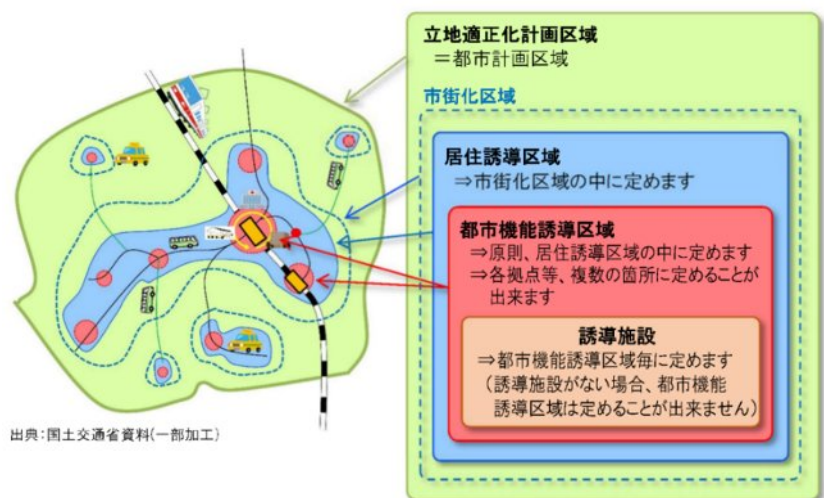 立地適正化計画区域
＝都市計画区域
市街化区域
居住誘導区域
⇒市街化区域の中に定めます
都市機能誘導区域
⇒原則、居住誘導区域の中に定めます
⇒各拠点等、複数の箇所に定めることが
出来ます
誘導施設
⇒都市機能誘導区域毎に定めます
（誘導施設がない場合、都市機能
誘導区域は定めることが出来ません）
出典：国土交通省資料(一部加工)